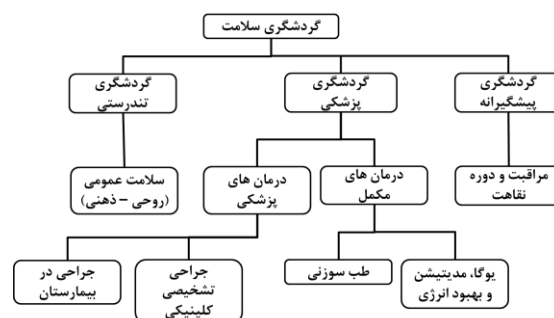 گردشگری سلامت
گردشگری
پیشگیرانه
گردشگری
پزشکی
گردشگری
تندرستی
مراقبت و دوره
نقاهت
درمان های
مکمل
درمان های
پزشکی
سلامت عمومی
(روحی - ذهنی)
یوگا، مدیتیشن
و بهبود انرژی
طب سوزنی
جراحی
تشخیصی
کلینیکی
جراحی در
بیمارستان